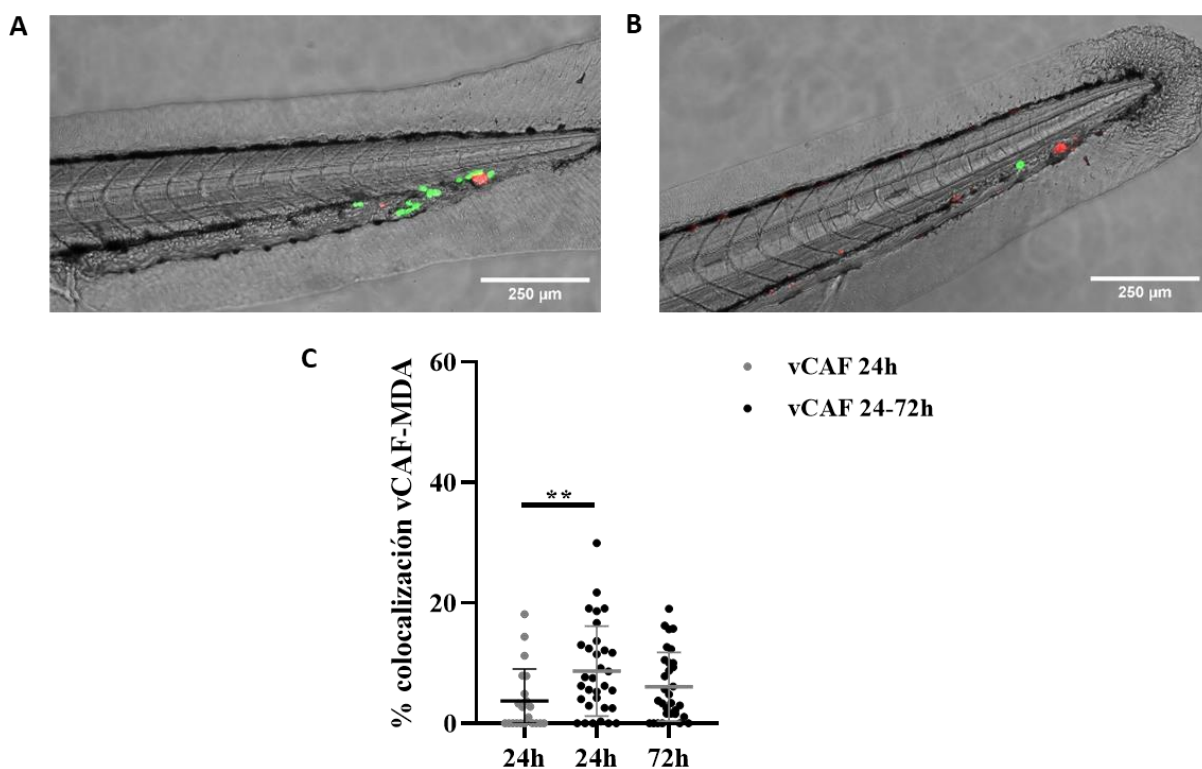 A
B
250 µm
250 µm
C
% colocalización vCAF-MDA
60
40
20
0
**
24h
24h
72h
vCAF 24h
vCAF 24-72h